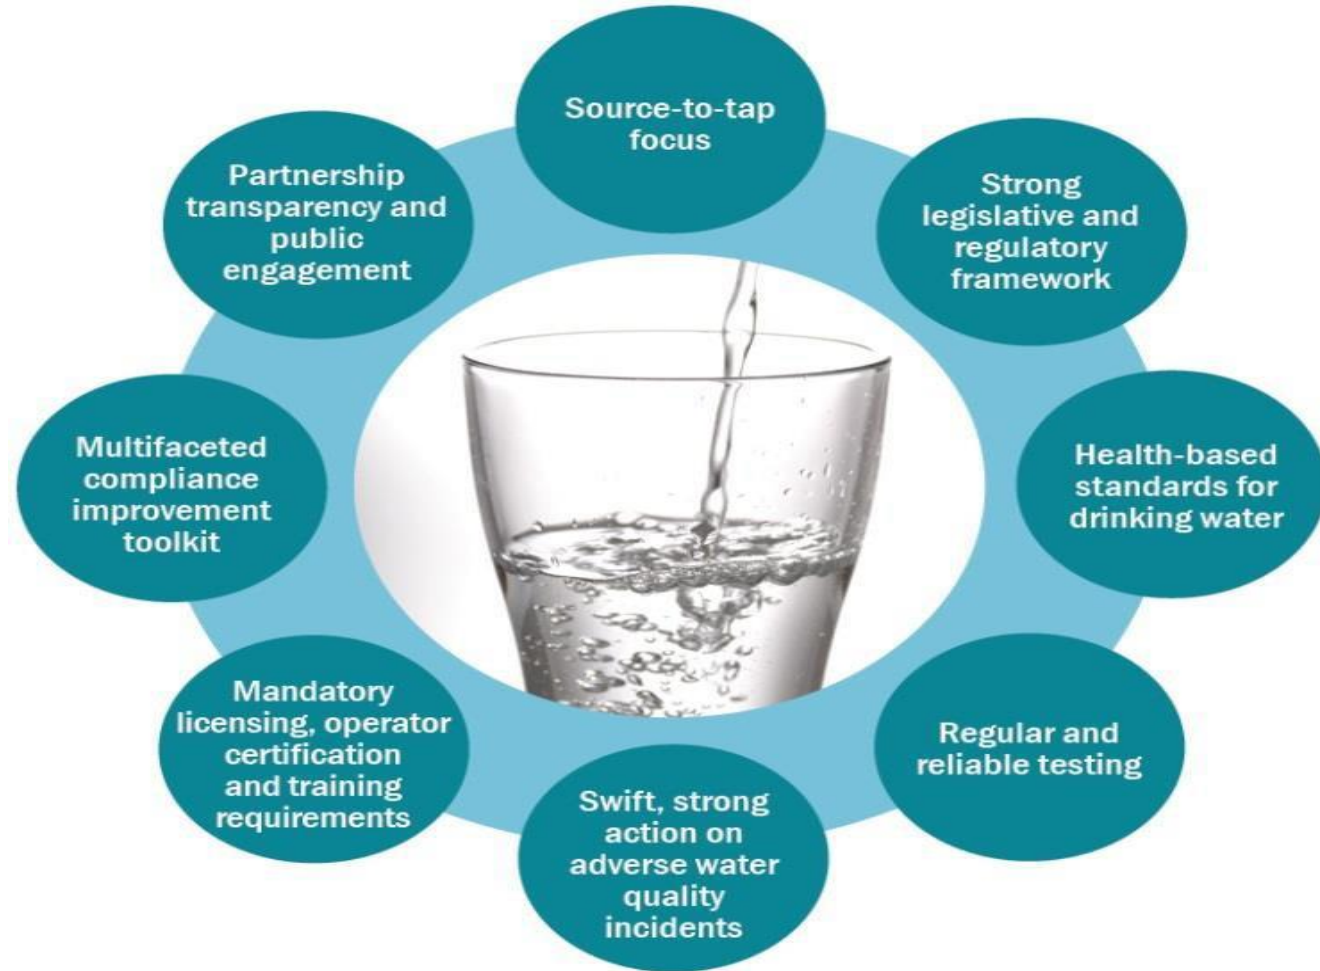 Source-to-tap
focus
Strong
legislative and
regulatory
framework
Health-based
standards for
drinking water
Regular and
reliable testing
Swift, strong
action on
adverse water
quality
incidents
Mandatory
licensing, operator
certification
and training
requirements
Multifaceted
compliance
improvement
toolkit
Partnership
transparency and
public
engagement